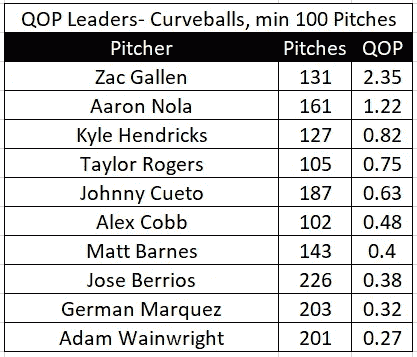 QOP Leaders- Curveballs, min 100 Pitches
Pitcher Pitches QOP
Zac Gallen 131 2.35
Aaron Nola 161 1.22
Kyle Hendricks 127 0.82
Taylor Rogers 105 0.75
Johnny Cueto 187 0.63
Alex Cobb 102 0.48
Matt Barnes 143 0.4
Jose Berrios 226 0.38
German Marquez 203 0.32
Adam Wainwright 201 0.27